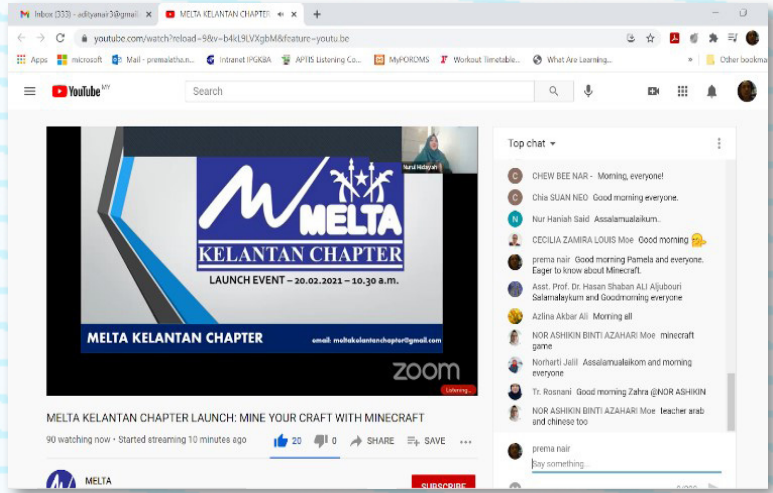 Inbox (333) - adityanair3@gmail.
MELTA KELANTAN CHAPTER
youtube.com/watch?reload=9&v=b4kL9LVXgbM&feature=youtu.be
Apps
microsoft
Mail - premalatha.n...
Intranet IPGKBA
APTIS Listening Co...
MyPOROMS
Workout Timetable...
What Are Learning...
Other bookma
YouTube MY
Search
Nurul Hidayah
MELTA
KELANTAN CHAPTER
LAUNCH EVENT – 20.02.2021 – 10.30 a.m.
MELTA KELANTAN CHAPTER
email: meltakelantanchapter@gmail.com
zoom
Listening...
MELTA KELANTAN CHAPTER LAUNCH: MINE YOUR CRAFT WITH MINECRAFT
90 watching now • Started streaming 10 minutes ago
20
0
SHARE
SAVE
MELTA
SUBSCRIBE
Top chat
CHEW BEE NAR - Morning, everyone!
Chia SUAN NEO Good morning everyone.
Nur Haniah Said Assalamualaikum..
CECILIA ZAMIRA LOUIS Moe Good morning
prema nair Good morning Pamela and everyone.
Eager to know about Minecraft.
Asst. Prof. Dr. Hasan Shaban ALI Aljubouri
Salamalaykum and Goodmorning everyone
Azlina Akbar Ali Morning all
NOR ASHIKIN BINTI AZAHARI Moe minecraft
game
Norharti Jalil Assalamualaikom and morning
everyone
Tr. Rosnani Good morning Zahra @NOR ASHIKIN
NOR ASHIKIN BINTI AZAHARI Moe teacher arab
and chinese too
prema nair
Say something...
0/200